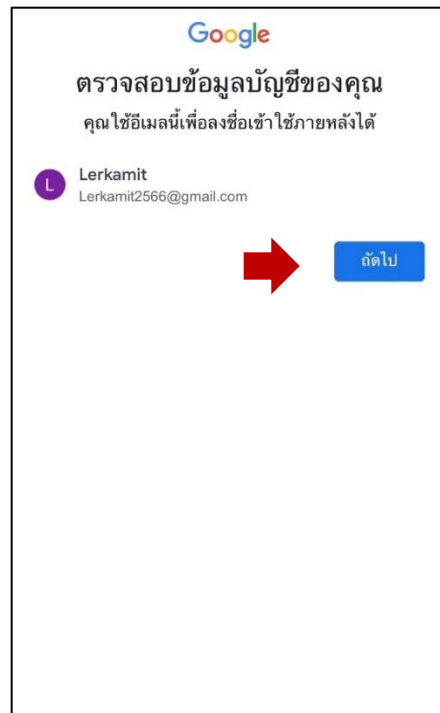 Google
ตรวจสอบข้อมูลบัญชีของคุณ
คุณใช้อีเมลนี้เพื่อลงชื่อเข้าใช้ภายหลังได้
L
Lerkamit
Lerkamit2566@gmail.com
ถัดไป